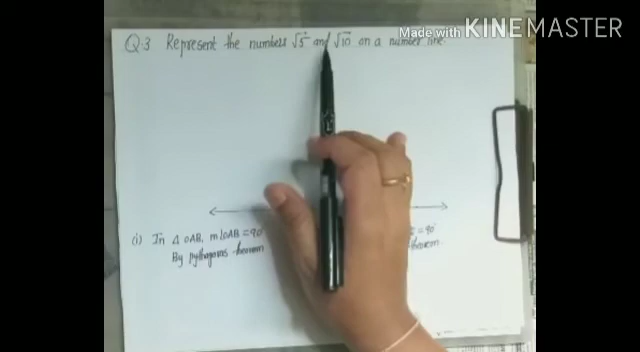 Made with KINEMASTER
Q.3 Represent the numbers √5 and √10 on a number line
(i) In △ OAB, m∠OAB = 90°
= 90°
By pythagoras theorem
theorem